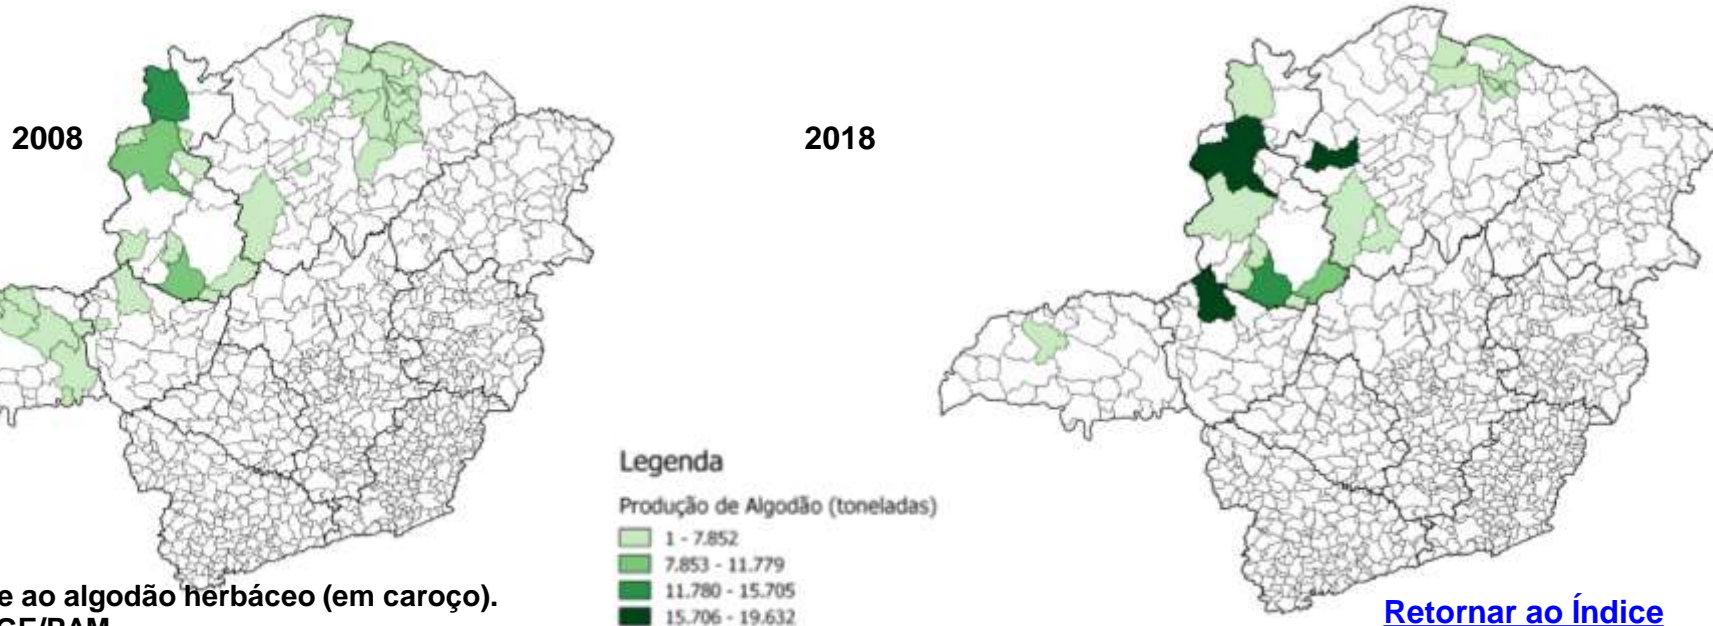 2008
2018
Legenda
Produção de Algodão (toneladas)
1 - 7.852
7.853 - 11.779
11.780 - 15.705
15.706 - 19.632
e ao algodão herbáceo (em caroço).
Retornar ao Índice